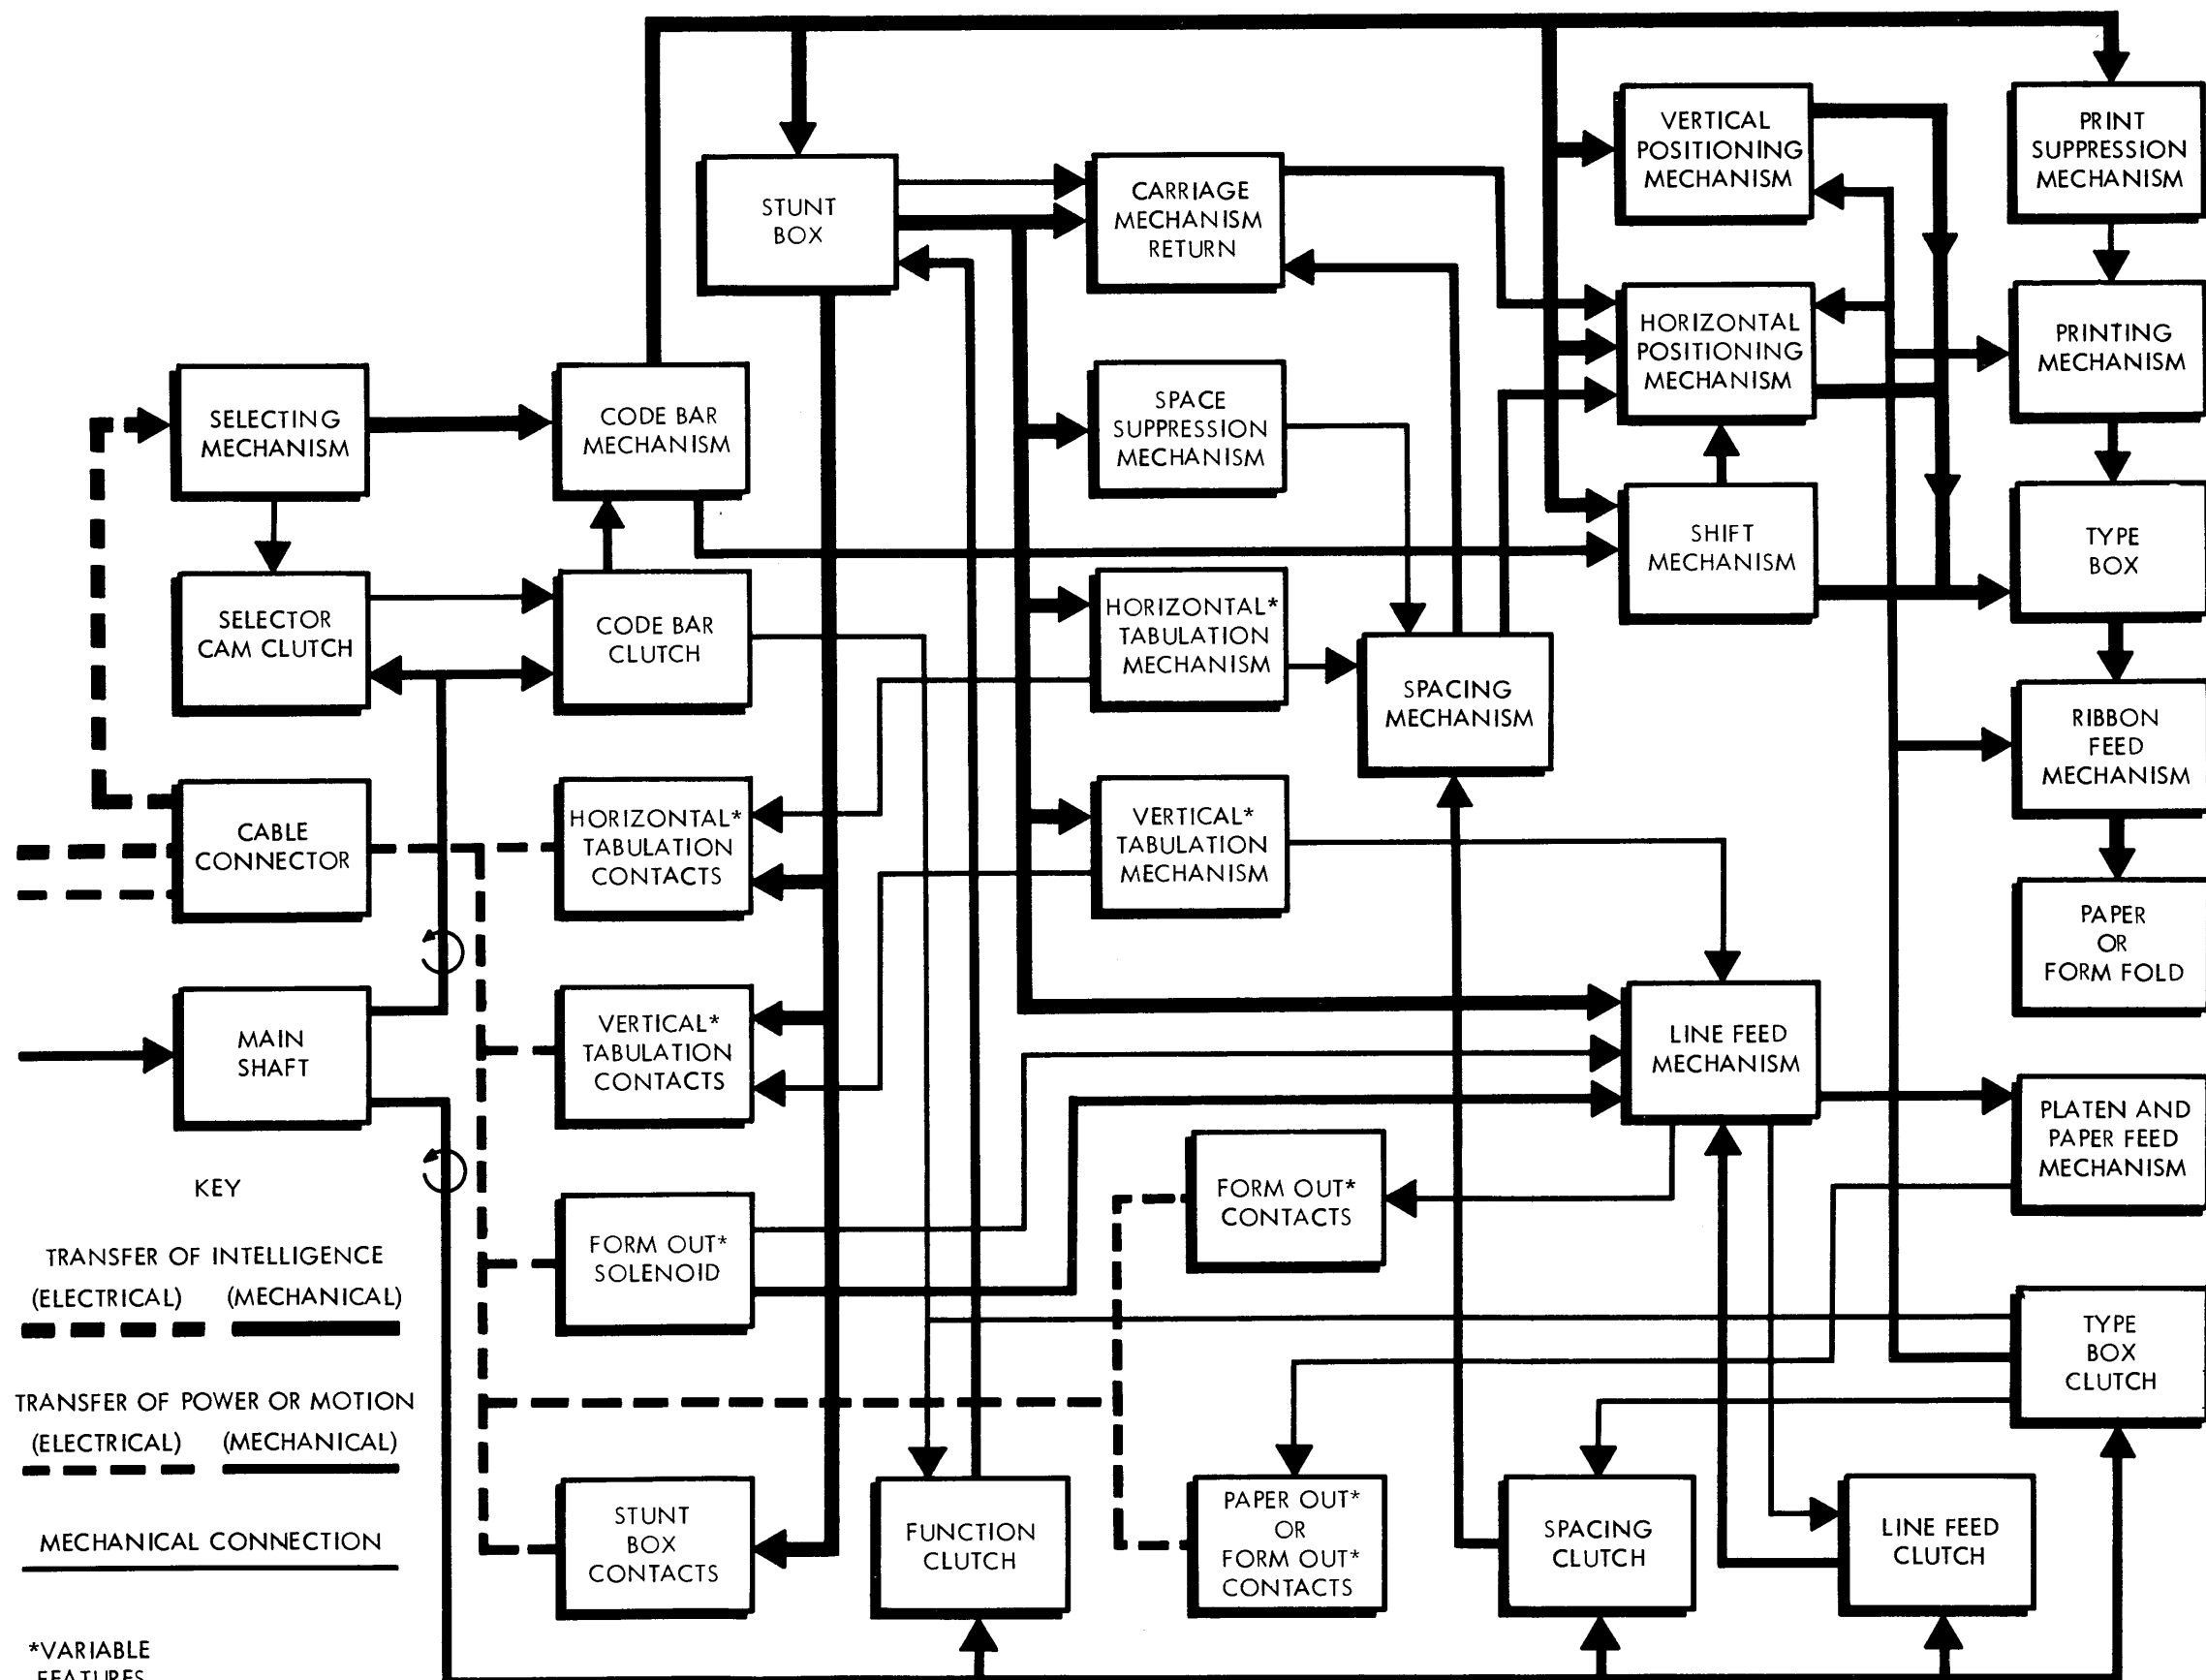 VERTICAL
POSITIONING
MECHANISM
PRINT
SUPPRESSION
MECHANISM
STUNT
BOX
CARRIAGE
MECHANISM
RETURN
HORIZONTAL
POSITIONING
MECHANISM
PRINTING
MECHANISM
SELECTING
MECHANISM
CODE BAR
MECHANISM
SPACE
SUPPRESSION
MECHANISM
SHIFT
MECHANISM
TYPE
BOX
SELECTOR
CAM CLUTCH
CODE BAR
CLUTCH
HORIZONTAL*
TABULATION
MECHANISM
SPACING
MECHANISM
RIBBON
FEED
MECHANISM
CABLE
CONNECTOR
HORIZONTAL*
TABULATION
CONTACTS
VERTICAL*
TABULATION
MECHANISM
PAPER
OR
FORM FOLD
MAIN
SHAFT
VERTICAL*
TABULATION
CONTACTS
LINE FEED
MECHANISM
PLATEN AND
PAPER FEED
MECHANISM
FORM OUT*
SOLENOID
FORM OUT*
CONTACTS
TYPE
BOX
CLUTCH
STUNT
BOX
CONTACTS
FUNCTION
CLUTCH
PAPER OUT*
OR
FORM OUT*
CONTACTS
SPACING
CLUTCH
LINE FEED
CLUTCH
KEY
TRANSFER OF INTELLIGENCE
(ELECTRICAL) (MECHANICAL)
TRANSFER OF POWER OR MOTION
(ELECTRICAL) (MECHANICAL)
MECHANICAL CONNECTION
*VARIABLE
FEATURES